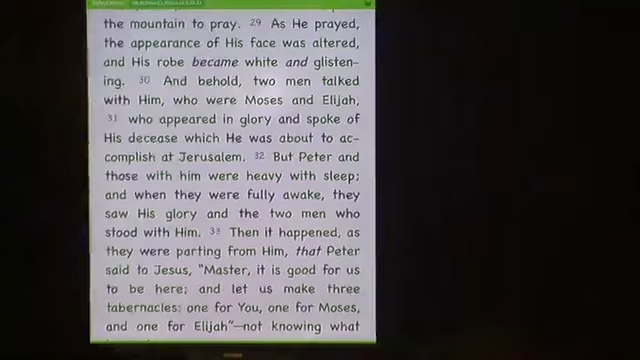 the mountain to pray. 29 As He prayed,
the appearance of His face was altered,
and His robe became white and glisten-
ing. 30 And behold, two men talked
with Him, who were Moses and Elijah,
31 who appeared in glory and spoke of
His decease which He was about to ac-
complish at Jerusalem. 32 But Peter and
those with him were heavy with sleep;
and when they were fully awake, they
saw His glory and the two men who
stood with Him. 33 Then it happened, as
they were parting from Him, that Peter
said to Jesus, "Master, it is good for us
to be here; and let us make three
tabernacles: one for You, one for Moses,
and one for Elijah"—not knowing what